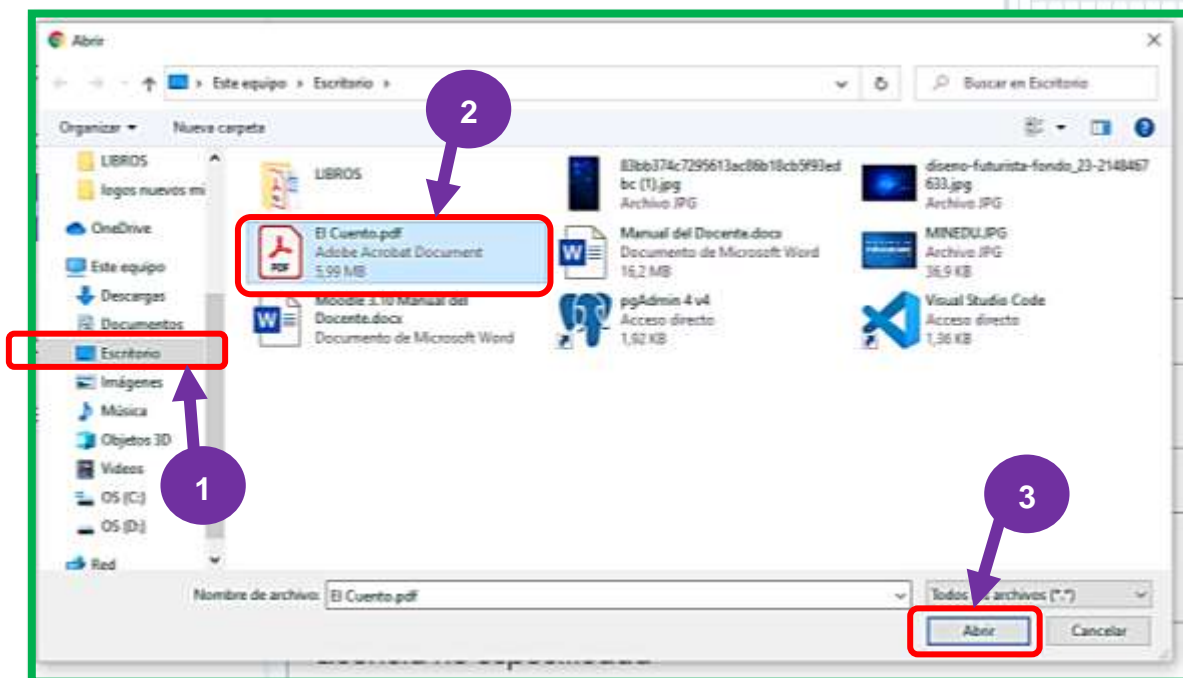 Abrir
Este equipo › Escritorio ›
Buscar en Escritorio
2
Organizar
Nueva carpeta
LIBROS
logos nuevos mi
OneDrive
Este equipo
Descargas
Documentos
Escritorio
Imágenes
Música
Objetos 3D
Videos
OS (C:)
OS (D:)
Red
1
LIBROS
83bb374c7295613ac86b18cb5f93ed
bc (1).jpg
Archivo JPG
diseno-futurista-fondo_23-2148467
633.jpg
Archivo JPG
PDF
El Cuento.pdf
Adobe Acrobat Document
5,99 MB
Manual del Docente.docx
Documento de Microsoft Word
16,2 MB
MINEDU.JPG
Archivo JPG
36,9 KB
Moodle 3.10 Manual del
Docente.docx
Documento de Microsoft Word
pgAdmin 4 v4
Acceso directo
1,92 KB
Visual Studio Code
Acceso directo
1,36 KB
3
Nombre de archivo: El Cuento.pdf
Todos archivos (*.*)
Abrir
Cancelar